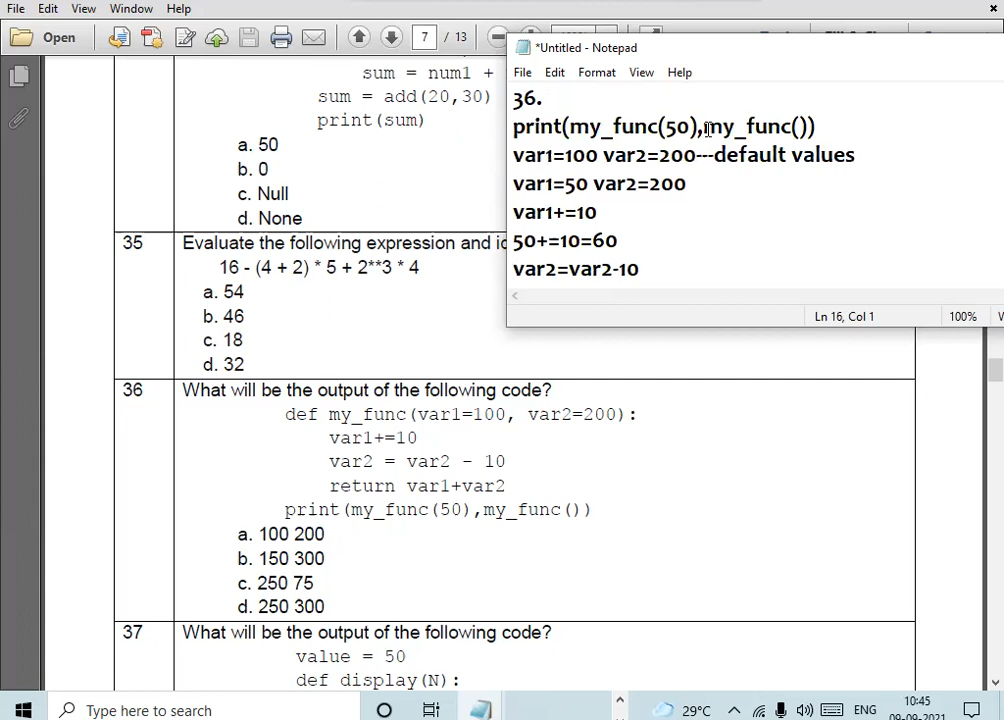 File Edit View Window Help
Open 7 / 13
sum = num1 +
sum = add(20,30)
print(sum)
a. 50
b. 0
c. Null
d. None
35 Evaluate the following expression and ic
16 - (4 + 2) * 5 + 2**3 * 4
a. 54
b. 46
c. 18
d. 32
36 What will be the output of the following code?
def my_func(var1=100, var2=200):
var1+=10
var2 = var2 - 10
return var1+var2
print(my_func(50),my_func())
a. 100 200
b. 150 300
c. 250 75
d. 250 300
37 What will be the output of the following code?
value = 50
def display(N):
*Untitled - Notepad
File Edit Format View Help
36.
print(my_func(50),my_func())
var1=100 var2=200---default values
var1=50 var2=200
var1+=10
50+=10=60
var2=var2-10
Ln 16, Col 1 100%
Type here to search
29°C ENG 10:45
09-09-2021